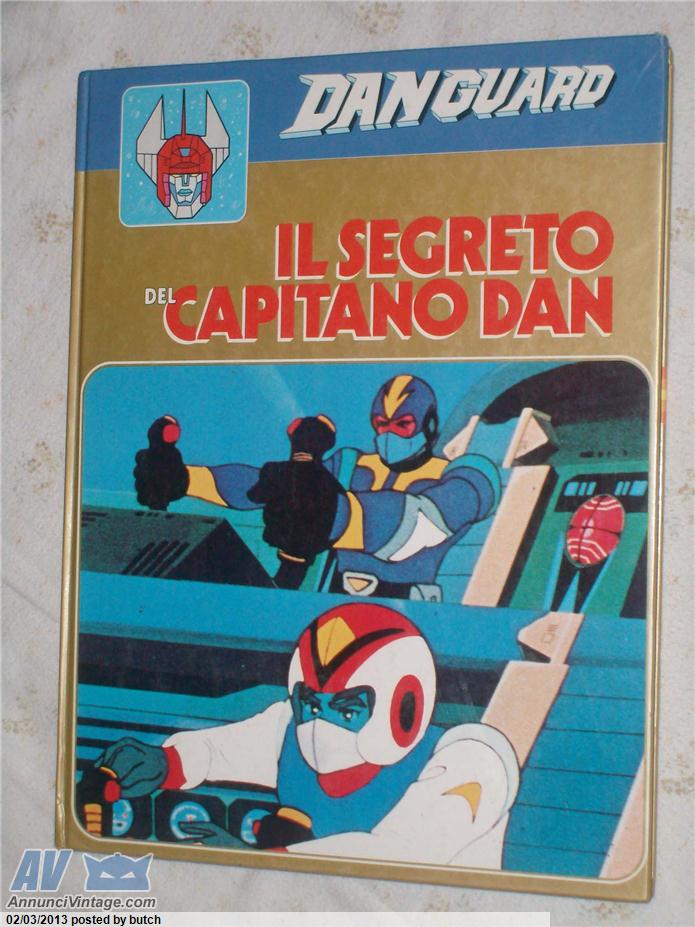 DANGUARD
IL SEGRETO
DEL CAPITANO DAN
AV
AnnunciVintage.com
02/03/2013 posted by butch